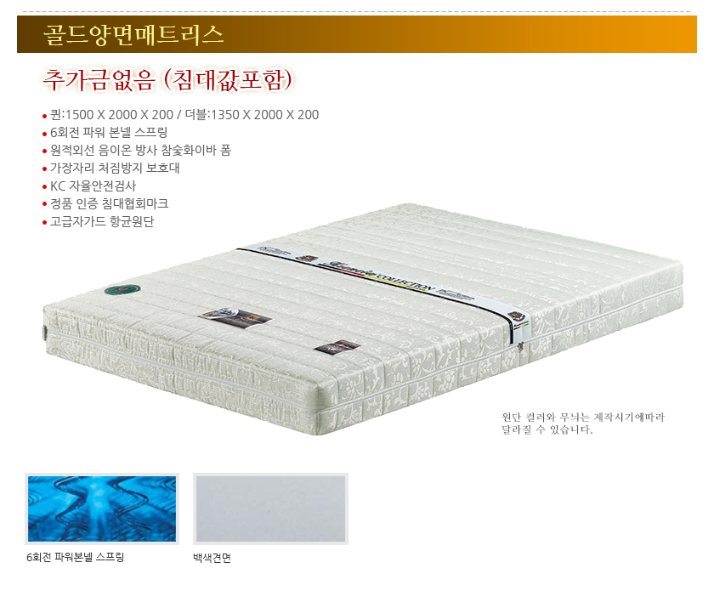 골드양면매트리스
추가금없음 (침대값포함)
퀸:1500 X 2000 X 200 / 더블:1350 X 2000 X 200
6회전 파워 본넬 스프링
원적외선 음이온 방사 참숯화이바 폼
가장자리 처짐방지 보호대
KC 자율안전검사
정품 인증 침대협회마크
고급자가드 항균원단
COLLECTION
원단 컬러와 무늬는 제작시기에따라
달라질 수 있습니다.
6회전 파워본넬 스프링
백색견면